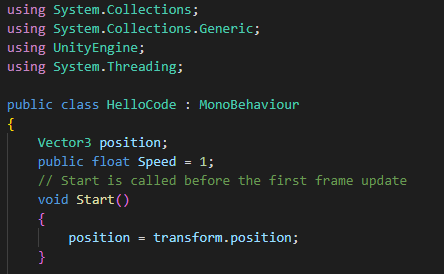 using System.Collections;
using System.Collections.Generic;
using UnityEngine;
using System.Threading;
public class HelloCode : MonoBehaviour
{
Vector3 position;
public float Speed = 1;
// Start is called before the first frame update
void Start()
{
position = transform.position;
}